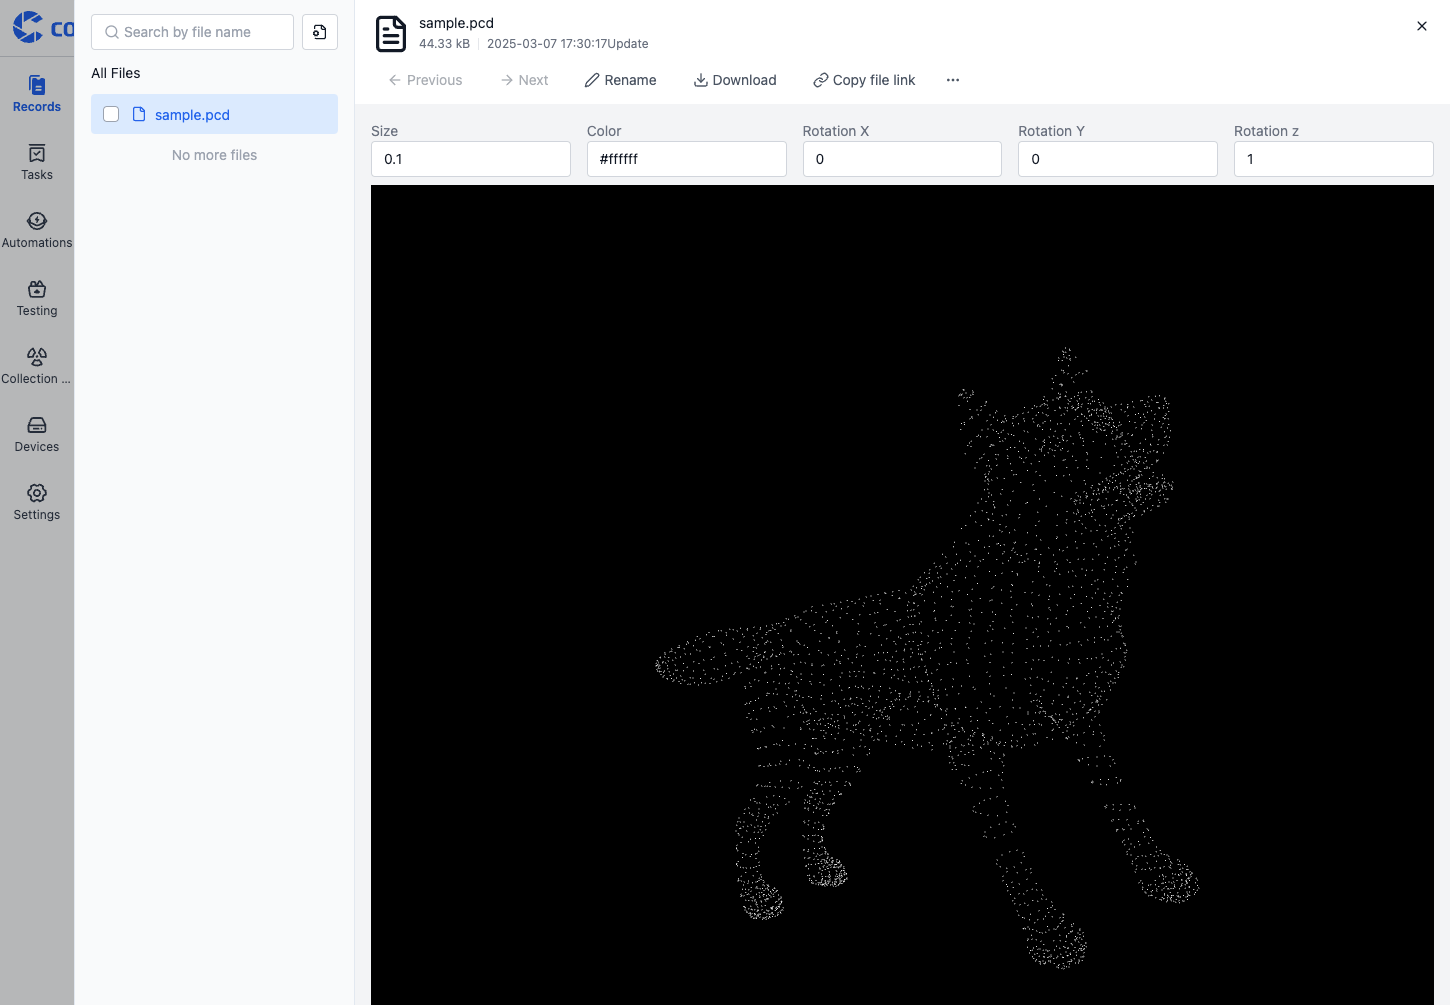 co
Records
Tasks
Automations
Testing
Collection ...
Devices
Settings
Search by file name
All Files
sample.pcd
No more files
sample.pcd
44.33 kB
2025-03-07 17:30:17Update
Previous
Next
Rename
Download
Copy file link
Size
Color
Rotation X
Rotation Y
Rotation z
0.1
#ffffff
0
0
1